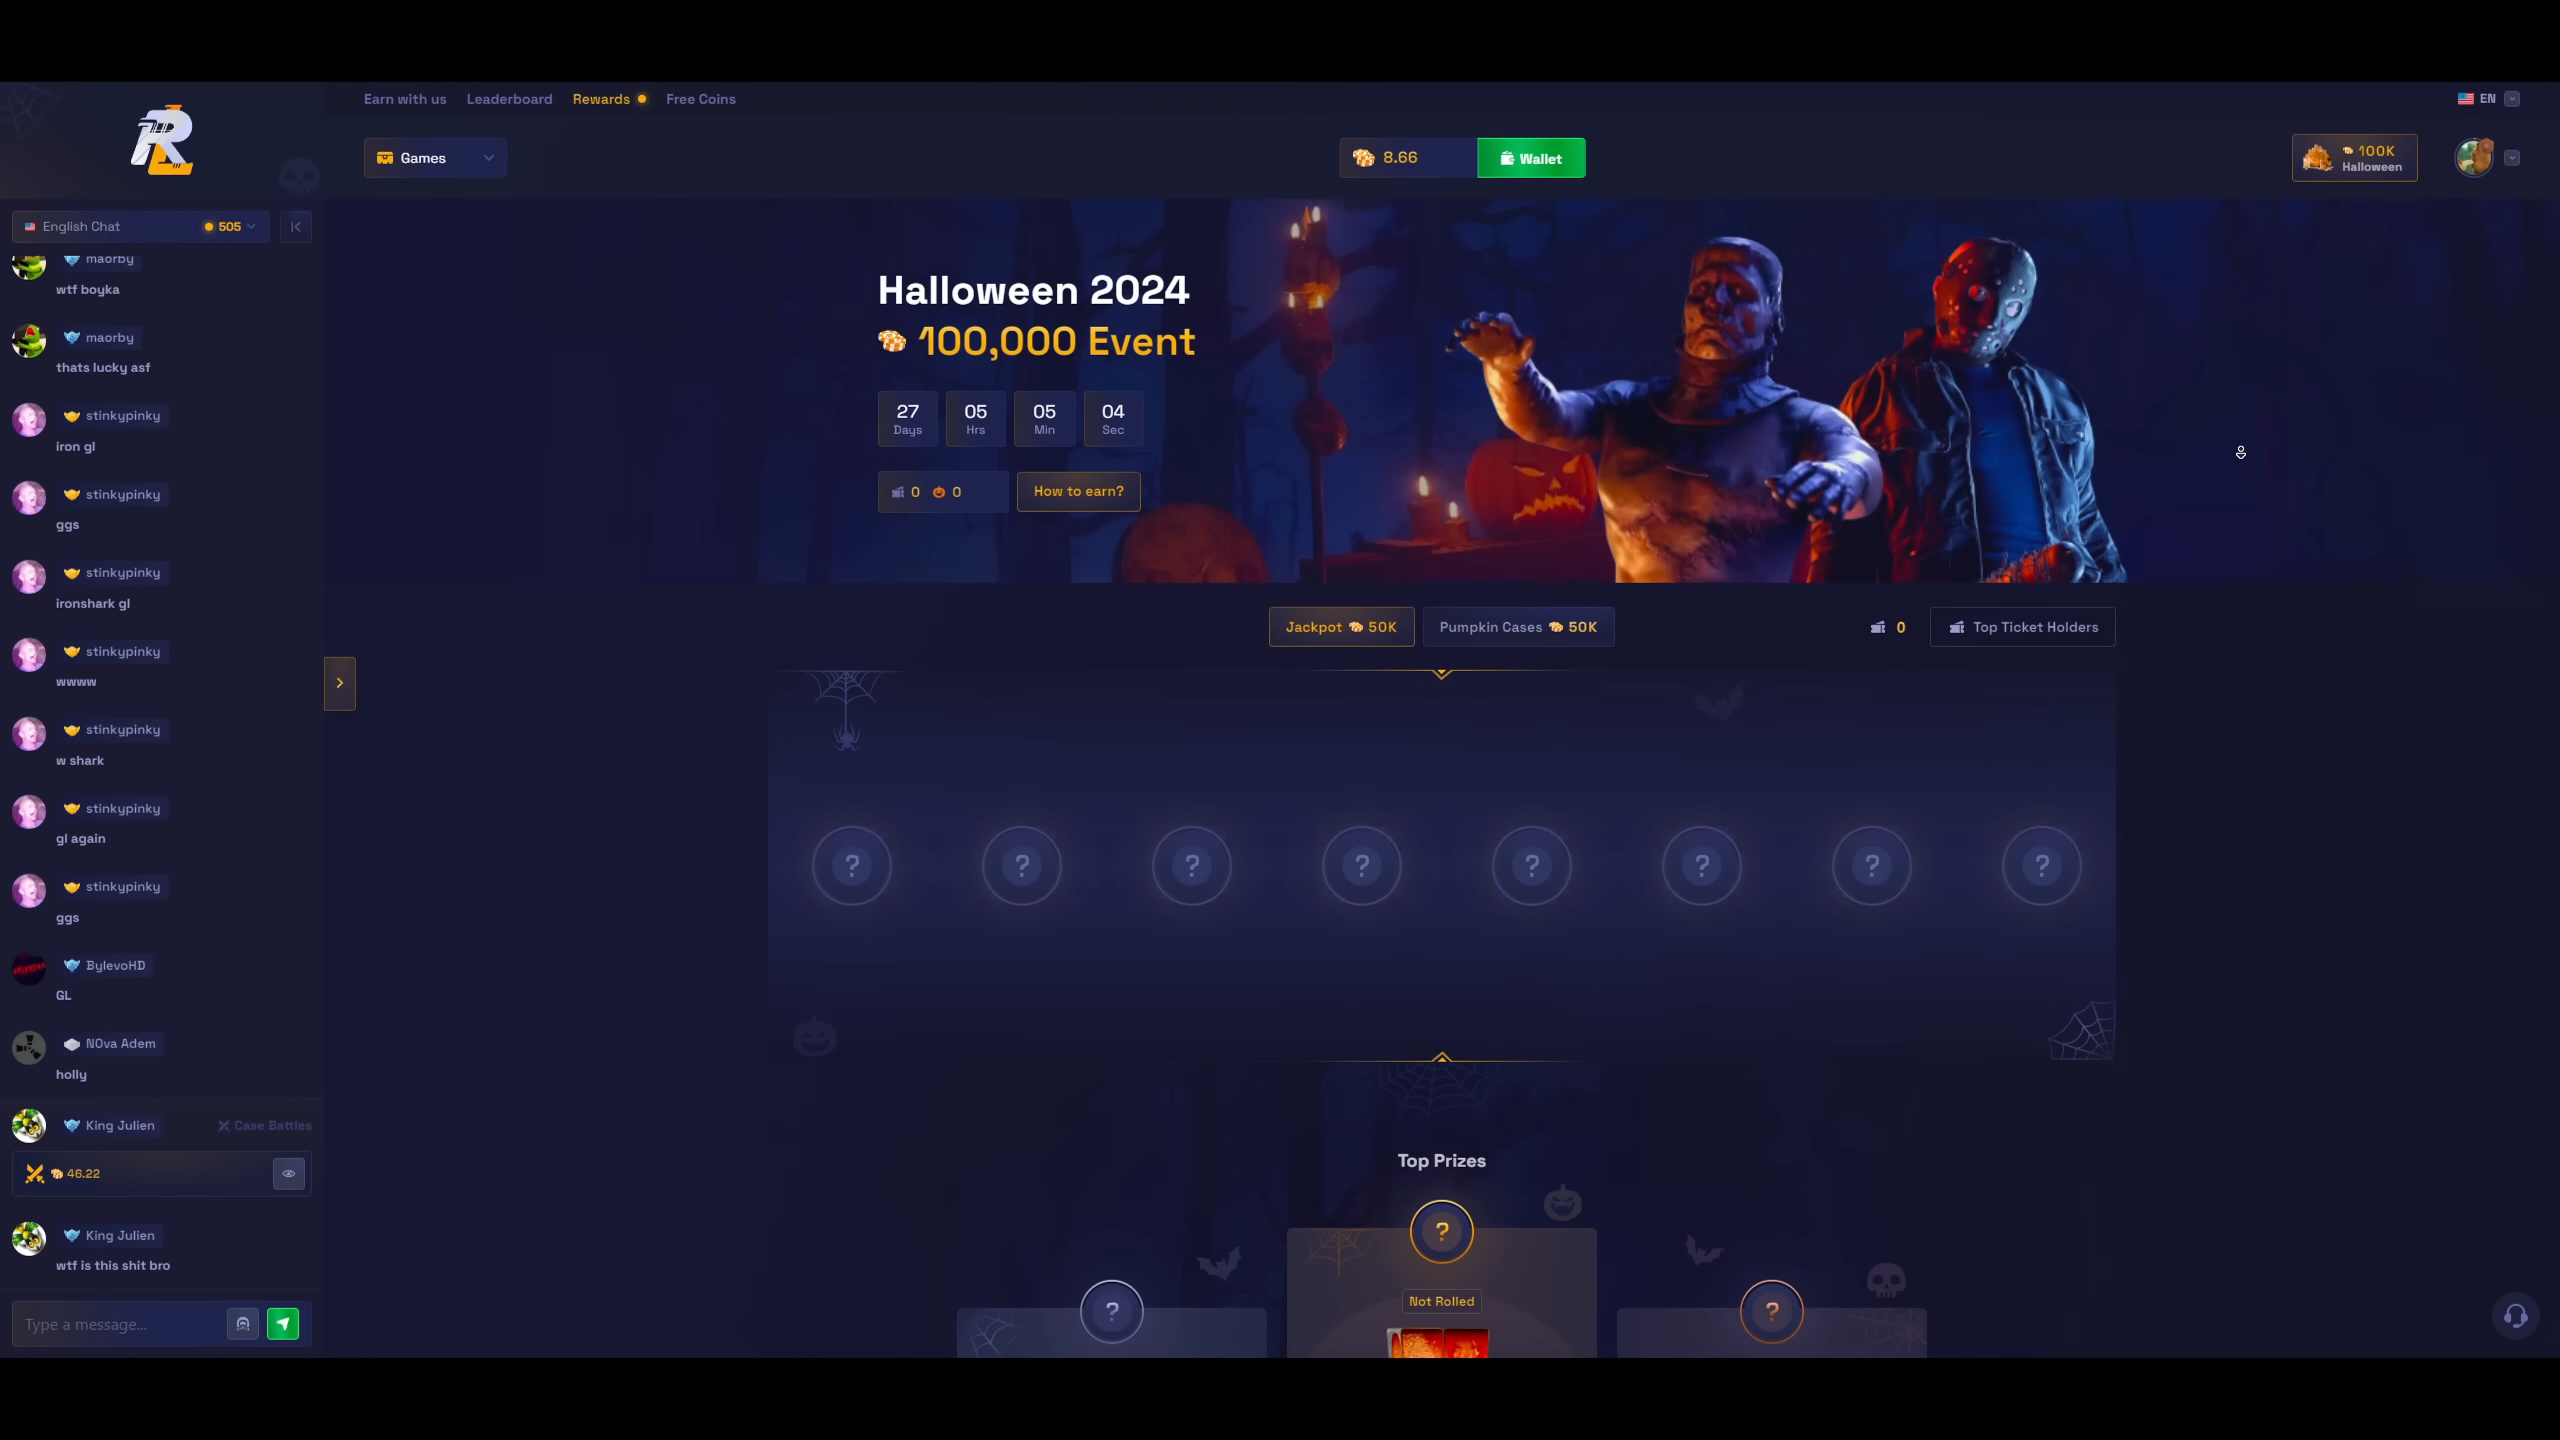 Earn with us Leaderboard Rewards Free Coins
EN
RL
Games
8.66
Wallet
100K
Halloween
English Chat 505
maorby
wtf boyka
maorby
thats lucky asf
stinkypinky
iron gl
stinkypinky
ggs
stinkypinky
ironshark gl
stinkypinky
wwww
stinkypinky
w shark
stinkypinky
gl again
stinkypinky
ggs
BylevoHD
GL
N0va Adem
holly
King Julien Case Battles
46.22
King Julien
wtf is this shit bro
Type a message...
Halloween 2024
100,000 Event
27 05 05 04
Days Hrs Min Sec
0 0 How to earn?
Jackpot 50K Pumpkin Cases 50K 0 Top Ticket Holders
? ? ? ? ? ? ? ?
Top Prizes
?
Not Rolled
? ?